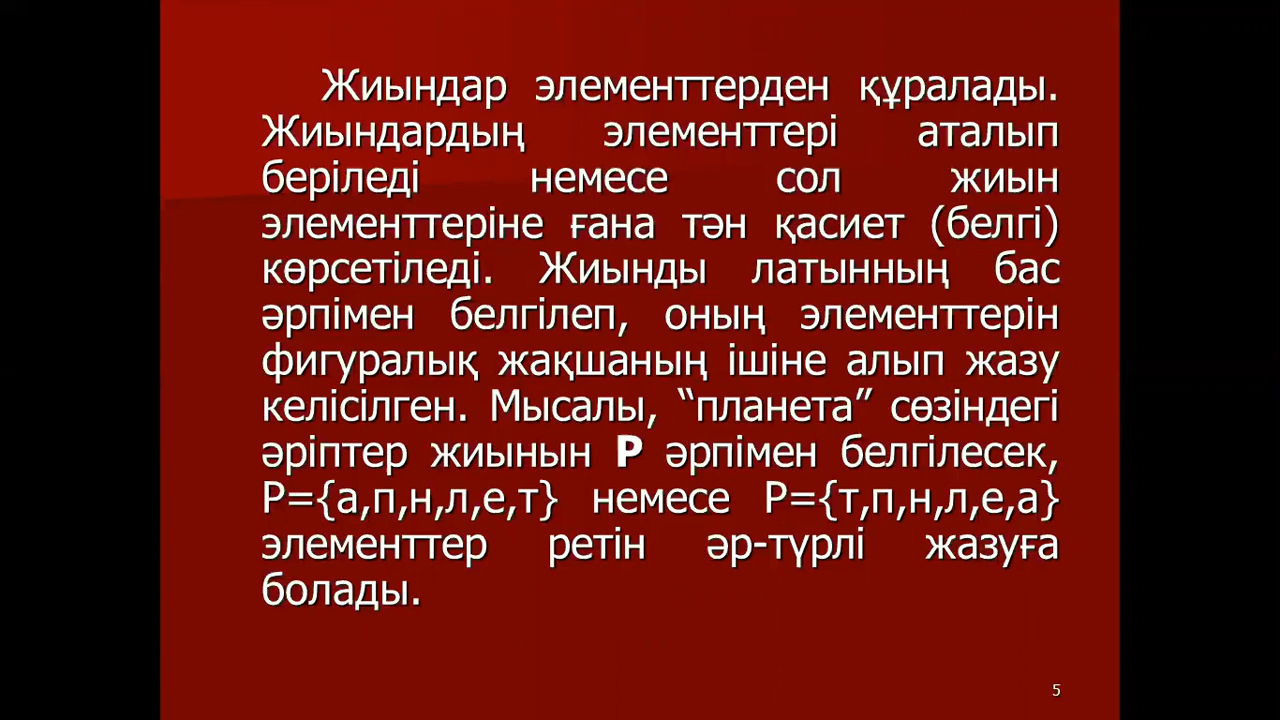 Жиындар элементтерден құралады.
Жиындардың элементтері аталып
беріледі немесе сол жиын
элементтеріне ғана тән қасиет (белгі)
көрсетіледі. Жиынды латынның бас
әрпімен белгілеп, оның элементтерін
фигуралық жақшаның ішіне алып жазу
келісілген. Мысалы, “планета” сөзіндегі
әріптер жиынын Р әрпімен белгілесек,
Р={а,п,н,л,е,т} немесе Р={т,п,н,л,е,а}
элементтер ретін әр-түрлі жазуға
болады.
5